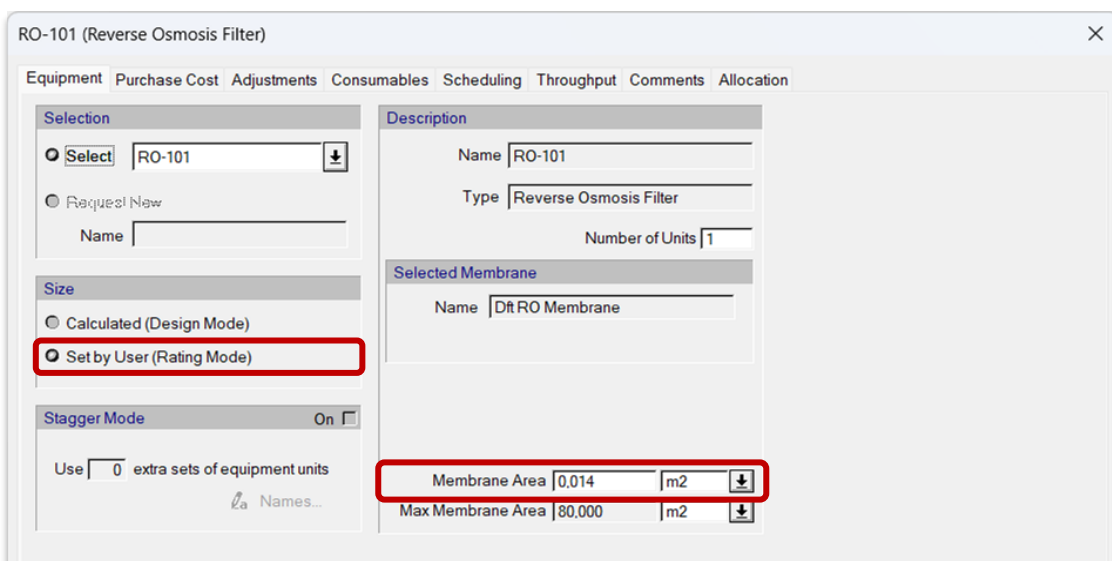 RO-101 (Reverse Osmosis Filter)
Equipment Purchase Cost Adjustments Consumables Scheduling Throughput Comments Allocation
Selection
Select RO-101
Request New
Name
Size
Calculated (Design Mode)
Set by User (Rating Mode)
Stagger Mode On
Use 0 extra sets of equipment units
Names...
Description
Name RO-101
Type Reverse Osmosis Filter
Number of Units 1
Selected Membrane
Name Dft RO Membrane
Membrane Area 0,014 m2
Max Membrane Area 80,000 m2